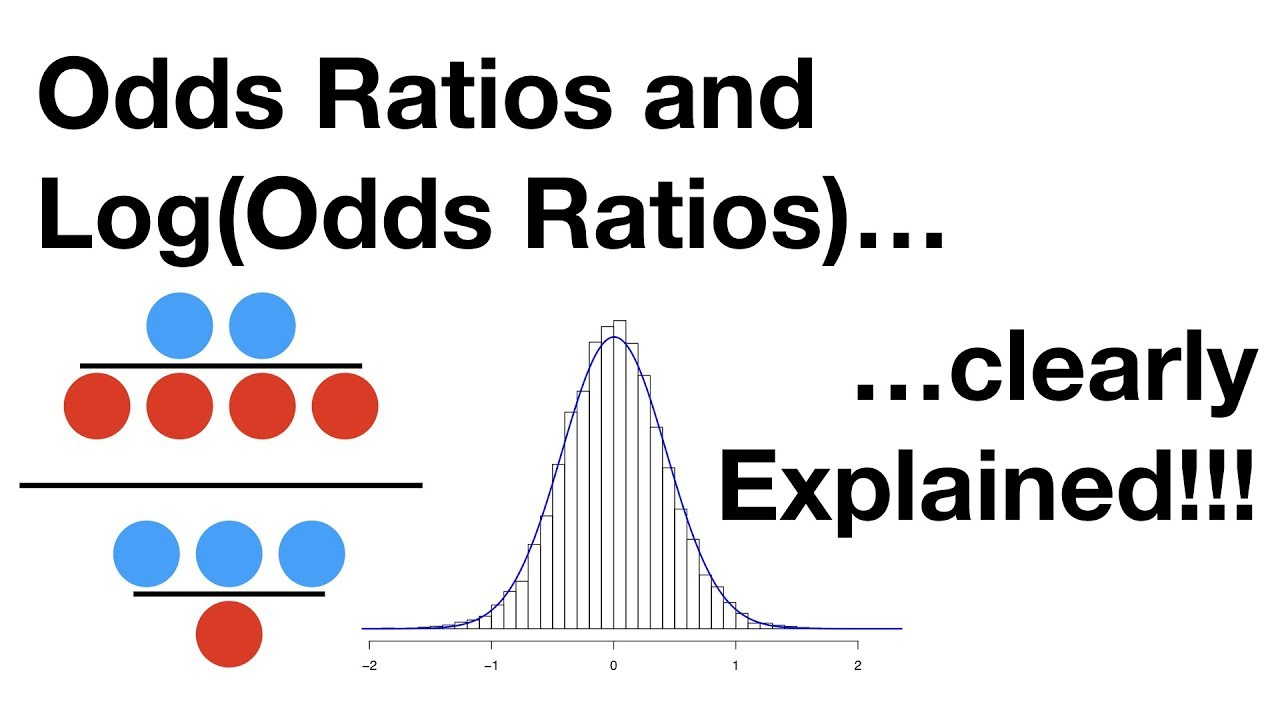 Odds Ratios and
Log(Odds Ratios)…
…clearly
Explained!!!
−2 −1 0 1 2